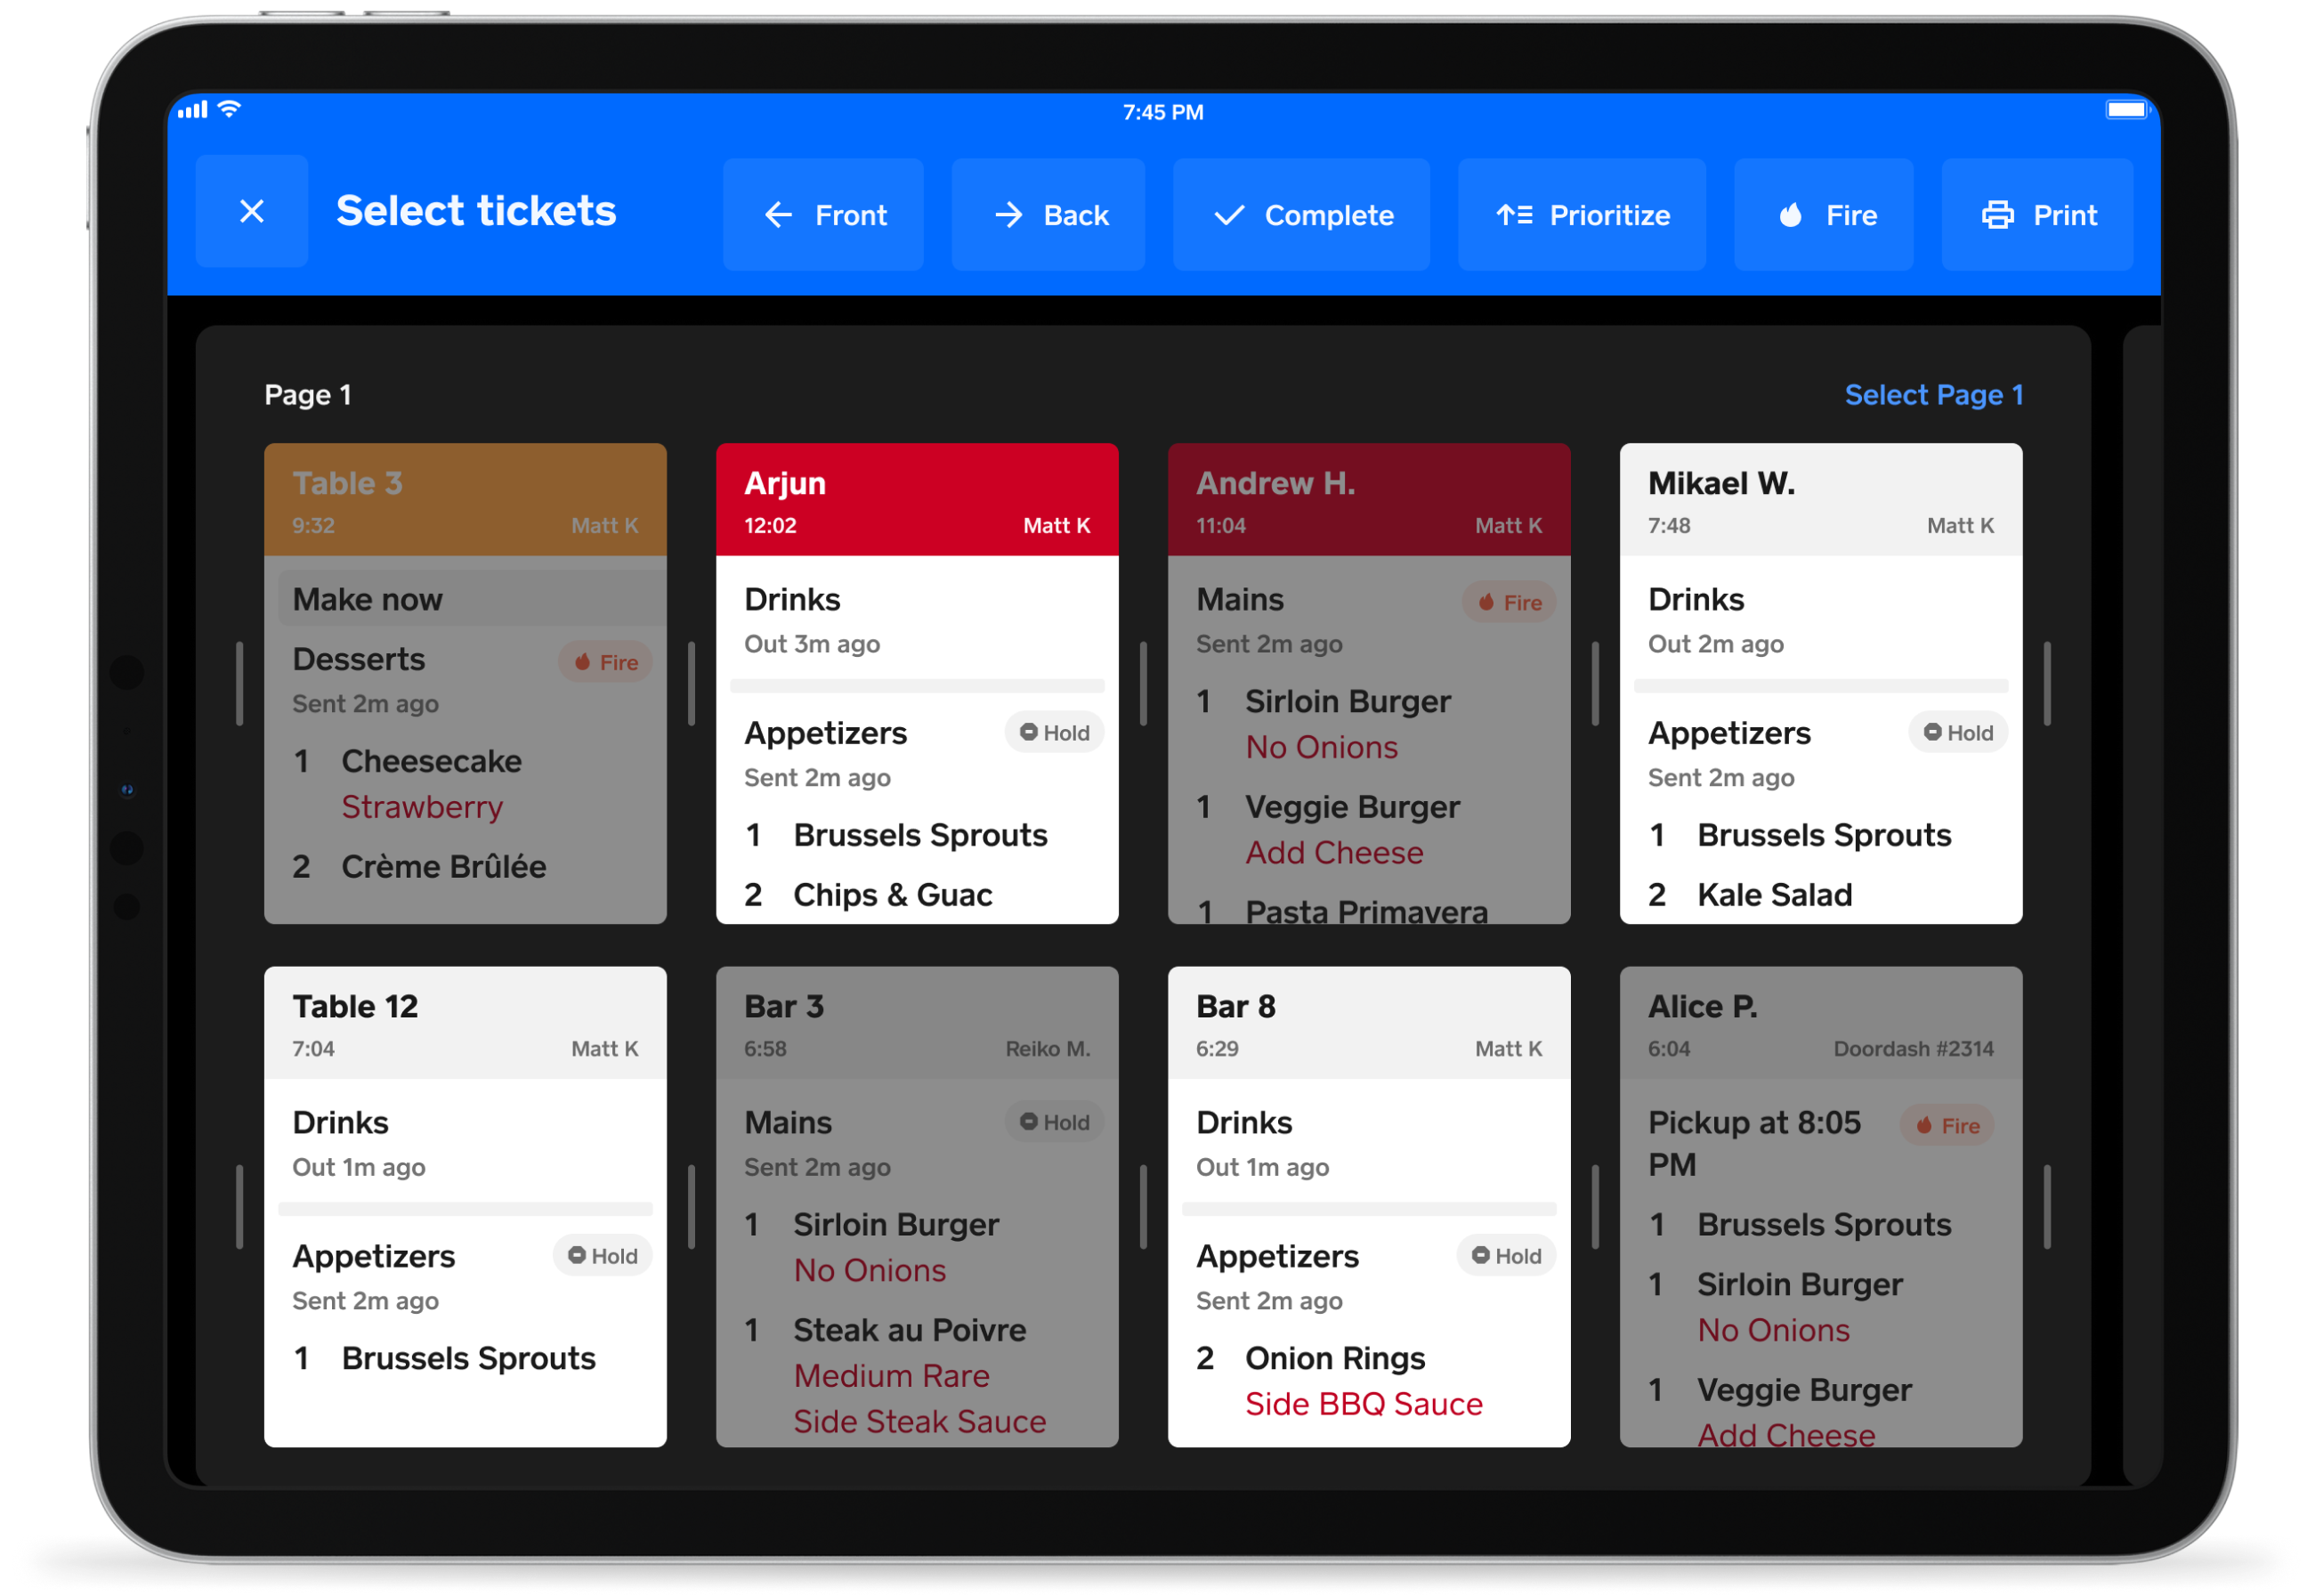 7:45 PM
Select tickets
Front
Back
Complete
Prioritize
Fire
Print
Page 1
Select Page 1
Table 3
9:32 Matt K
Make now
Desserts Fire
Sent 2m ago
1 Cheesecake
Strawberry
2 Crème Brûlée
Arjun
12:02 Matt K
Drinks
Out 3m ago
Appetizers Hold
Sent 2m ago
1 Brussels Sprouts
2 Chips & Guac
Andrew H.
11:04 Matt K
Mains Fire
Sent 2m ago
1 Sirloin Burger
No Onions
1 Veggie Burger
Add Cheese
1 Pasta Primavera
Mikael W.
7:48 Matt K
Drinks
Out 2m ago
Appetizers Hold
Sent 2m ago
1 Brussels Sprouts
2 Kale Salad
Table 12
7:04 Matt K
Drinks
Out 1m ago
Appetizers Hold
Sent 2m ago
1 Brussels Sprouts
Bar 3
6:58 Reiko M.
Mains Hold
Sent 2m ago
1 Sirloin Burger
No Onions
1 Steak au Poivre
Medium Rare
Side Steak Sauce
Bar 8
6:29 Matt K
Drinks
Out 1m ago
Appetizers Hold
Sent 2m ago
2 Onion Rings
Side BBQ Sauce
Alice P.
6:04 Doordash #2314
Pickup at 8:05 Fire
PM
1 Brussels Sprouts
1 Sirloin Burger
No Onions
1 Veggie Burger
Add Cheese